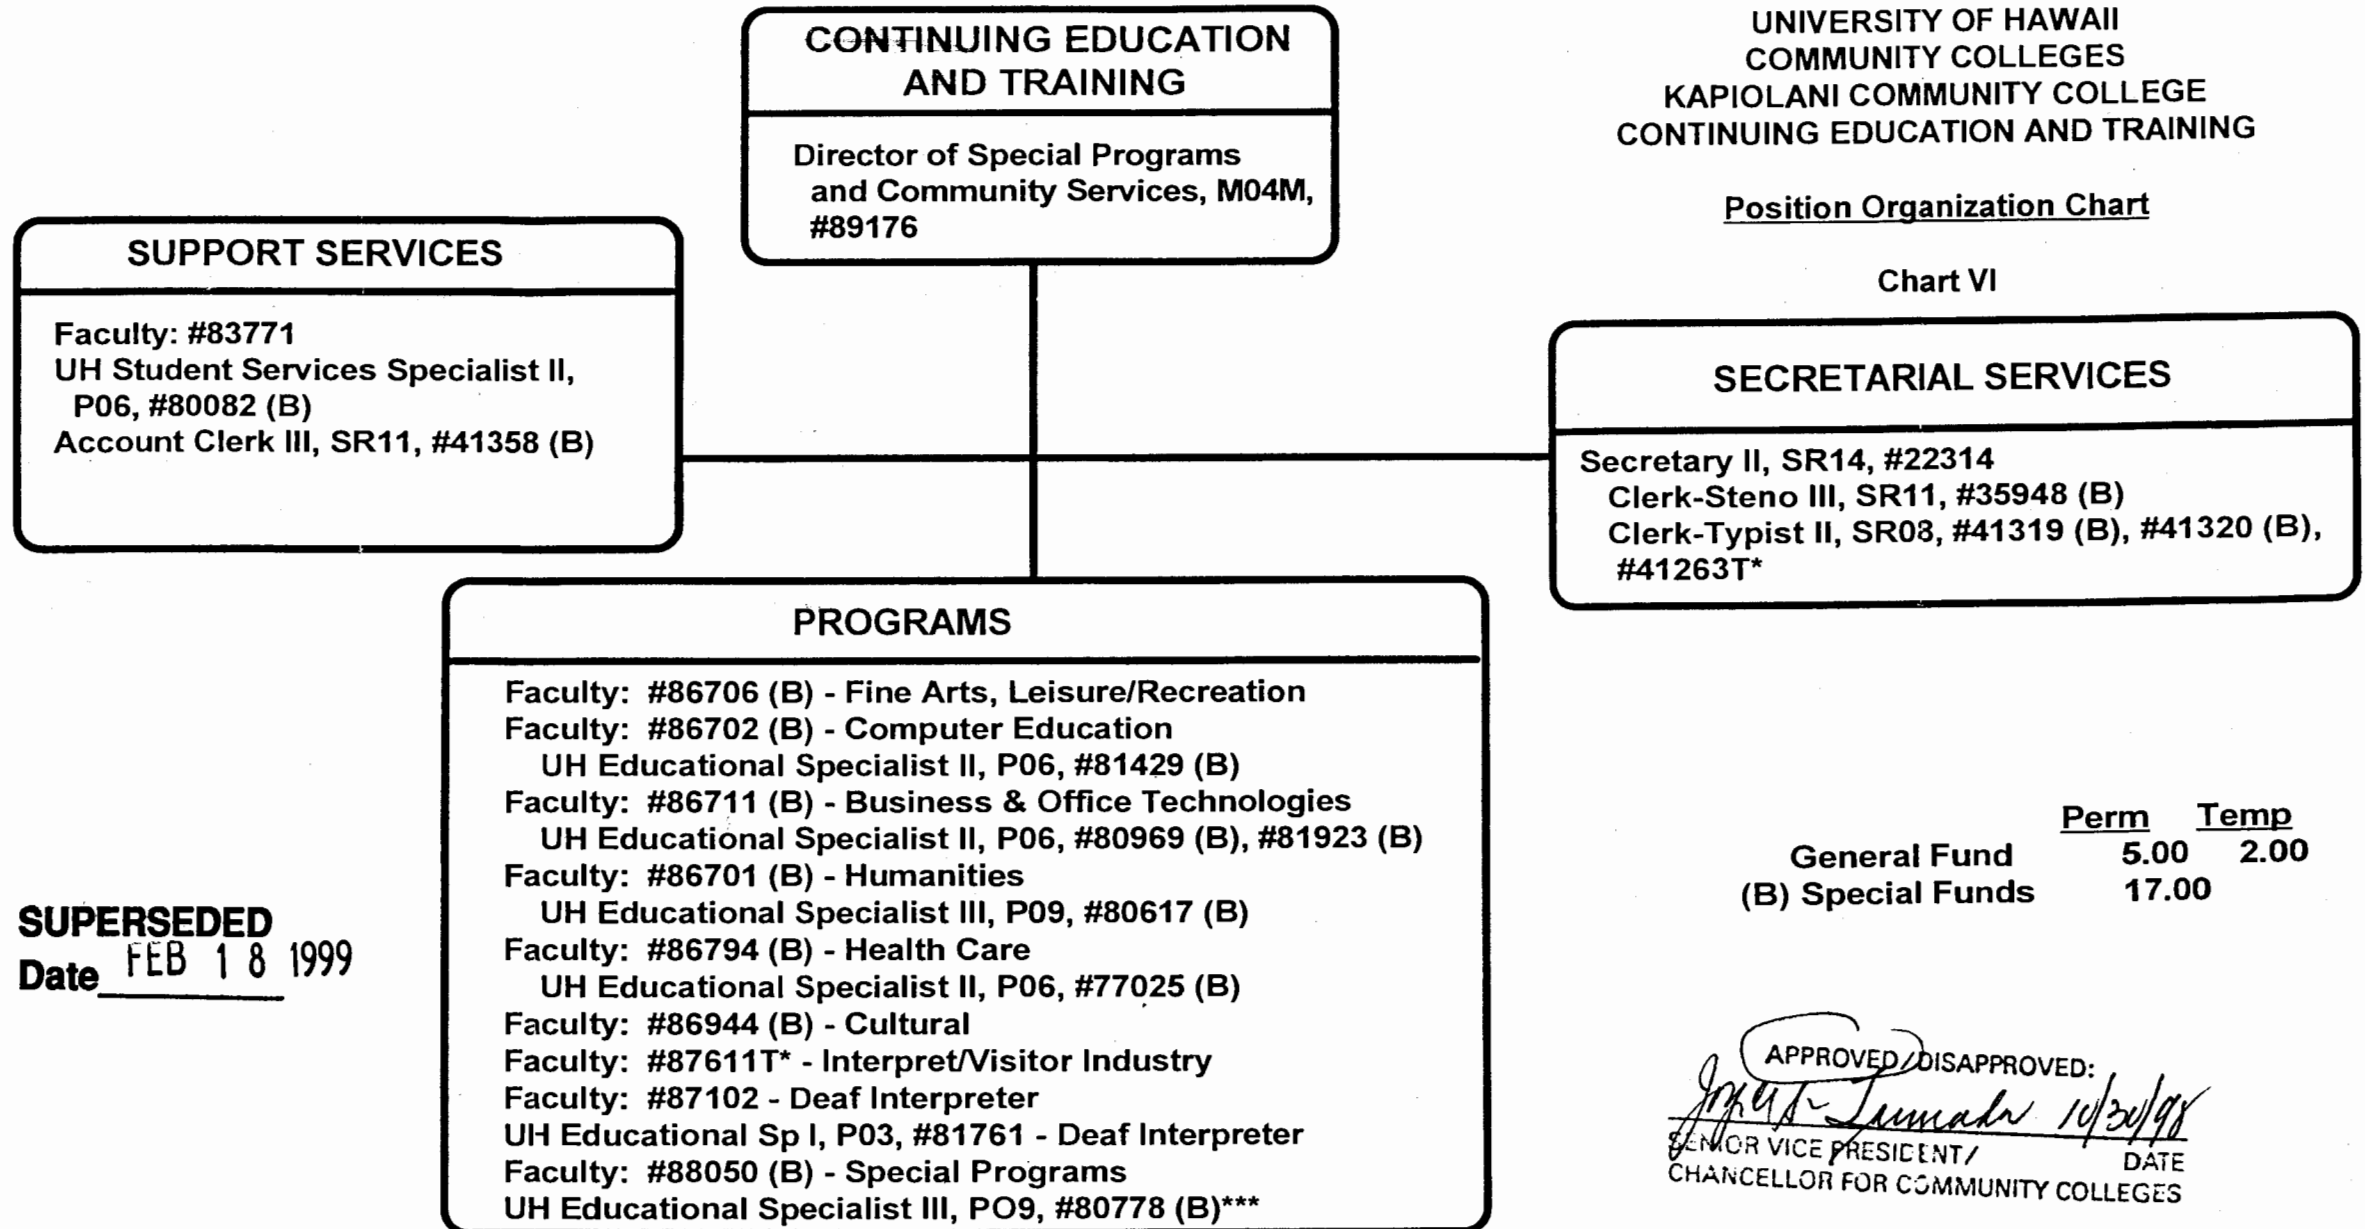 UNIVERSITY OF HAWAII
COMMUNITY COLLEGES
KAPIOLANI COMMUNITY COLLEGE
CONTINUING EDUCATION AND TRAINING
Position Organization Chart
Chart VI
CONTINUING EDUCATION
AND TRAINING
Director of Special Programs
and Community Services, M04M,
#89176
SUPPORT SERVICES
Faculty: #83771
UH Student Services Specialist II,
P06, #80082 (B)
Account Clerk III, SR11, #41358 (B)
SECRETARIAL SERVICES
Secretary II, SR14, #22314
Clerk-Steno III, SR11, #35948 (B)
Clerk-Typist II, SR08, #41319 (B), #41320 (B),
#41263T*
PROGRAMS
Faculty: #86706 (B) - Fine Arts, Leisure/Recreation
Faculty: #86702 (B) - Computer Education
UH Educational Specialist II, P06, #81429 (B)
Faculty: #86711 (B) - Business & Office Technologies
UH Educational Specialist II, P06, #80969 (B), #81923 (B)
Faculty: #86701 (B) - Humanities
UH Educational Specialist III, P09, #80617 (B)
Faculty: #86794 (B) - Health Care
UH Educational Specialist II, P06, #77025 (B)
Faculty: #86944 (B) - Cultural
Faculty: #87611T* - Interpret/Visitor Industry
Faculty: #87102 - Deaf Interpreter
UH Educational Sp I, P03, #81761 - Deaf Interpreter
Faculty: #88050 (B) - Special Programs
UH Educational Specialist III, PO9, #80778 (B)***
Perm Temp
General Fund 5.00 2.00
(B) Special Funds 17.00
SUPERSEDED
Date FEB 18 1999
APPROVED/DISAPPROVED:
10/30/98
SENIOR VICE PRESIDENT/ DATE
CHANCELLOR FOR COMMUNITY COLLEGES